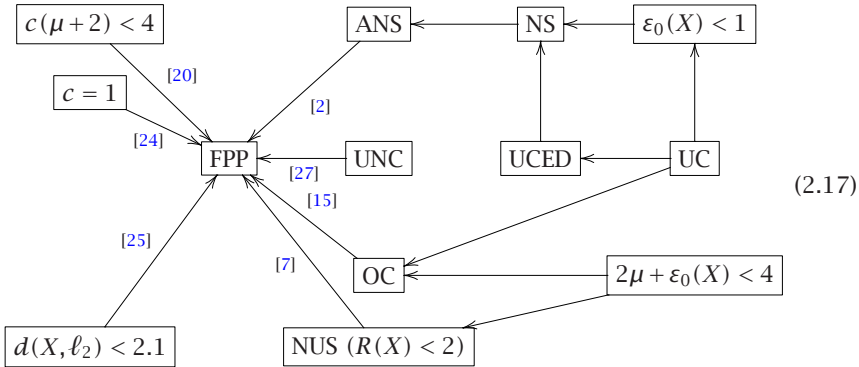 c(μ+2) < 4
ANS
NS
ε₀(X) < 1
[20]
c = 1
[2]
[24]
FPP
UNC
UCED
UC
[27]
(2.17)
[15]
[25]
[7]
OC
2μ + ε₀(X) < 4
d(X, ℓ₂) < 2.1
NUS (R(X) < 2)